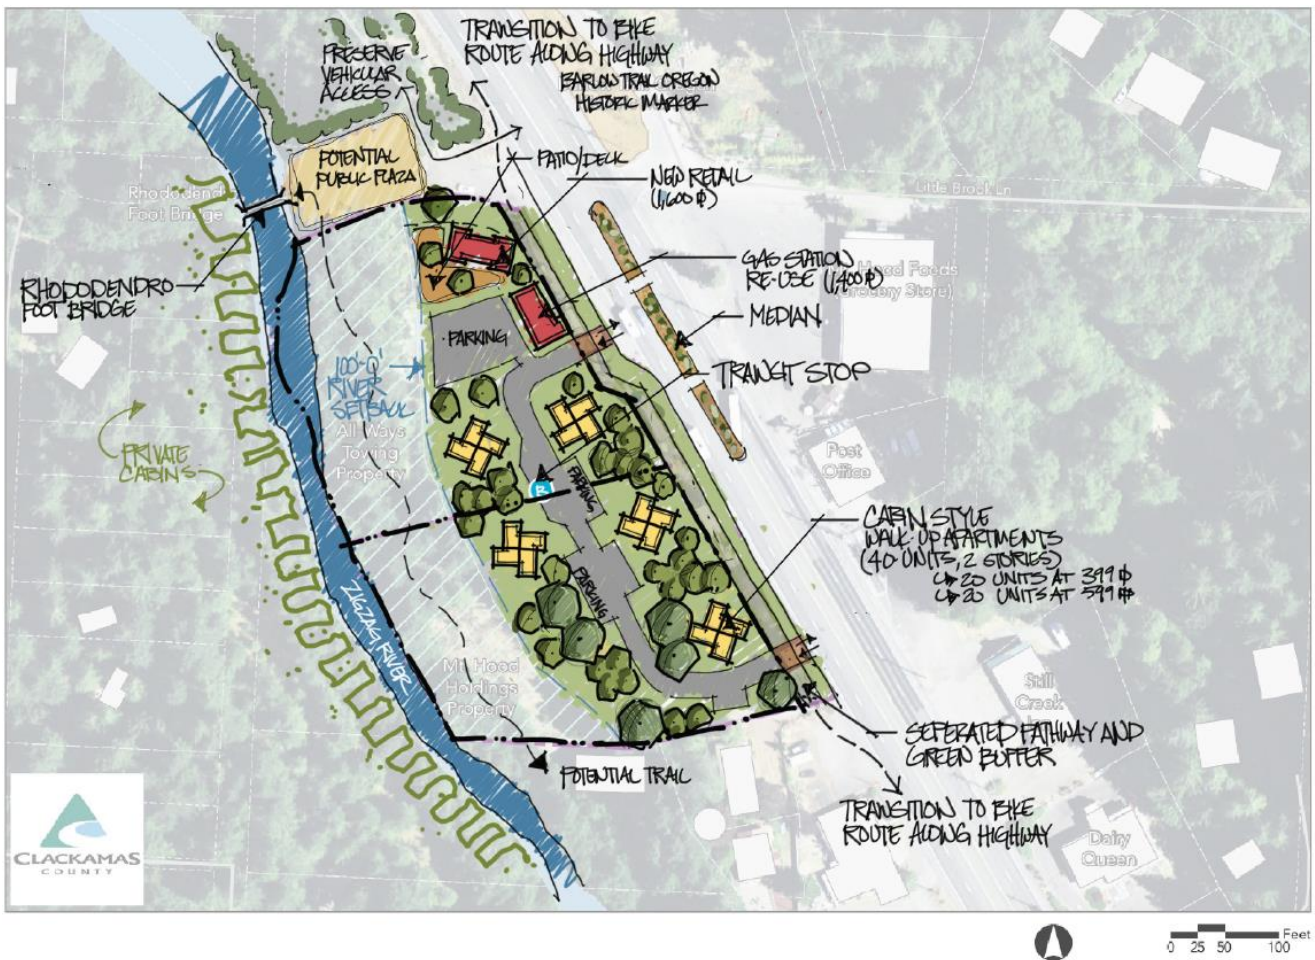 TRANSITION TO BIKE
ROUTE ALONG HIGHWAY
PRESERVE
VEHICULAR
ACCESS
BARLOW TRAIL OREGON
HISTORIC MARKER
POTENTIAL
PUBLIC PLAZA
PATIO/DECK
NEW RETAIL
(1,600 ⏀)
Little Brook Ln
Rhododend
Foot Bridge
RHODODENDRO
FOOT BRIDGE
GAS STATION
RE-USE (1,400 ⏀)
Hood Foods
(Grocery Store)
MEDIAN
PARKING
100'-0"
RIVER
SETBACK
TRANSIT STOP
All Ways
Towing
Property
PRIVATE
CABINS
Post
Office
R
PARKING
CABIN STYLE
WALK-UP APARTMENTS
(40 UNITS, 2 STORIES)
20 UNITS AT 399 ⏀
20 UNITS AT 599 ⏀
PARKING
ZIGZAG RIVER
Mt. Hood
Holdings
Property
Still
Creek
SEPERATED PATHWAY AND
GREEN BUFFER
POTENTIAL TRAIL
TRANSITION TO BIKE
ROUTE ALONG HIGHWAY
Dairy
Queen
CLACKAMAS
COUNTY
0 25 50 100 Feet